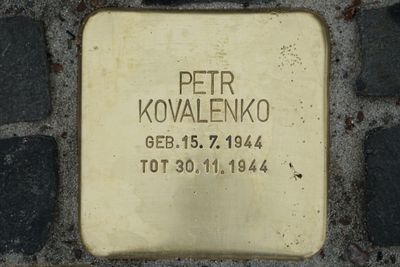 PETR
KOVALENKO
GEB. 15. 7. 1944
TOT 30. 11. 1944